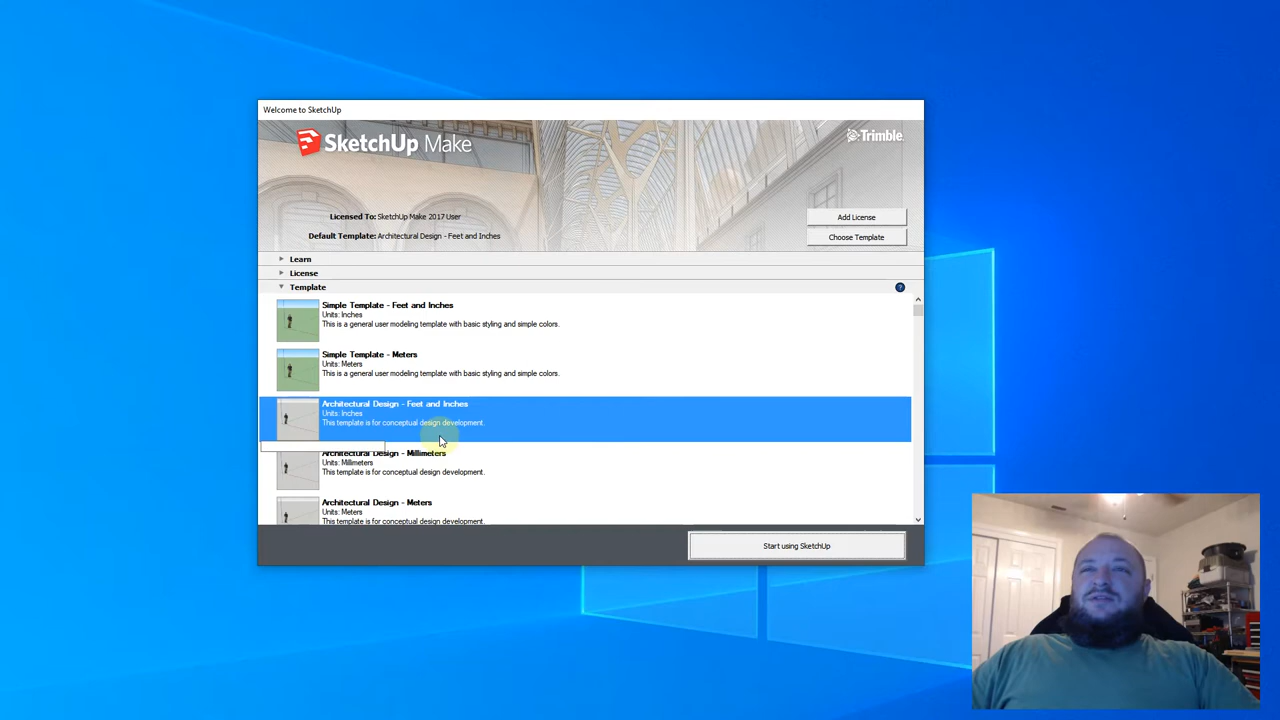 Welcome to SketchUp
SketchUp Make
Trimble
Licensed To: SketchUp Make 2017 User
Add License
Default Template: Architectural Design - Feet and Inches
Choose Template
Learn
License
Template
?
Simple Template - Feet and Inches
Units: Inches
This is a general user modeling template with basic styling and simple colors.
Simple Template - Meters
Units: Meters
This is a general user modeling template with basic styling and simple colors.
Architectural Design - Feet and Inches
Units: Inches
This template is for conceptual design development.
Architectural Design - Millimeters
Units: Millimeters
This template is for conceptual design development.
Architectural Design - Meters
Units: Meters
This template is for conceptual design development.
Start using SketchUp